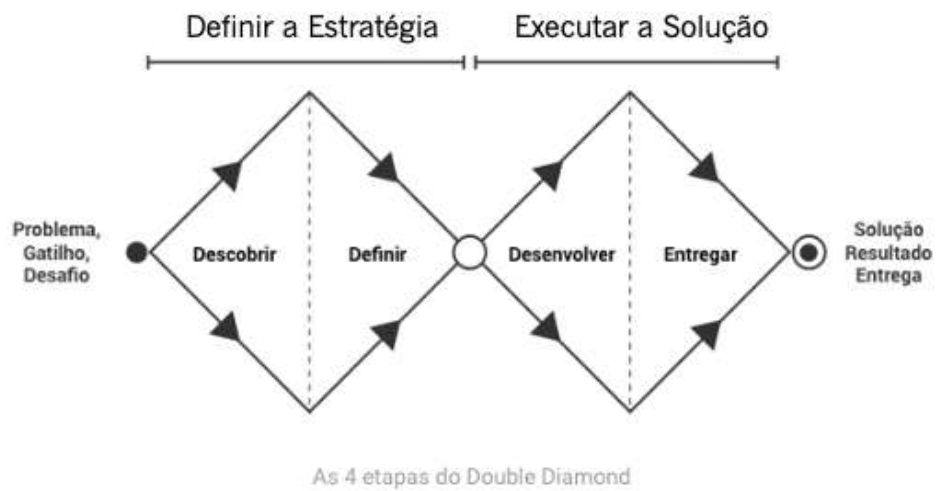 Definir a Estratégia
Executar a Solução
Problema,
Gatilho,
Desafio
Descobrir
Definir
Desenvolver
Entregar
Solução
Resultado
Entrega
As 4 etapas do Double Diamond